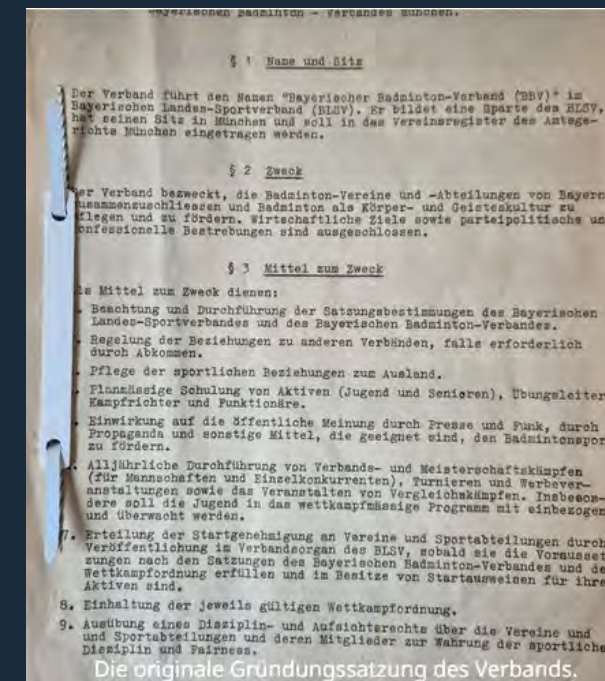 Bayerischen Badminton - Verbandes München.
§ 1 Name und Sitz
Der Verband führt den Namen "Bayerischer Badminton-Verband (BBV)" im
Bayerischen Landes-Sportverband (BLSV). Er bildet eine Sparte des BLSV,
hat seinen Sitz in München und soll in das Vereinsregister des Amtsge-
richts München eingetragen werden.
§ 2 Zweck
er Verband bezweckt, die Badminton-Vereine und -Abteilungen von Bayern
usammenzuschliessen und Badminton als Körper- und Geisteskultur zu
flegen und zu fördern. Wirtschaftliche Ziele sowie parteipolitische un
onfessionelle Bestrebungen sind ausgeschlossen.
§ 3 Mittel zum Zweck
ls Mittel zum Zweck dienen:
. Beachtung und Durchführung der Satzungsbestimmungen des Bayerischen
Landes-Sportverbandes und des Bayerischen Badminton-Verbandes.
. Regelung der Beziehungen zu anderen Verbänden, falls erforderlich
durch Abkommen.
. Pflege der sportlichen Beziehungen zum Ausland.
. Planmässige Schulung von Aktiven (Jugend und Senioren), Übungsleiter
Kampfrichter und Funktionäre.
. Einwirkung auf die öffentliche Meinung durch Presse und Funk, durch
Propaganda und sonstige Mittel, die geeignet sind, den Badmintonspor
zu fördern.
. Alljährliche Durchführung von Verbands- und Meisterschaftskämpfen
(für Mannschaften und Einzelkonkurrenten), Turnieren und Werbever-
anstaltungen sowie das Veranstalten von Vergleichskämpfen. Insbeson-
dere soll die Jugend in das wettkampfmässige Programm mit einbezogen
und überwacht werden.
7. Erteilung der Startgenehmigung an Vereine und Sportabteilungen durch
Veröffentlichung im Verbandsorgan des BLSV, sobald sie die Vorausset
zungen nach den Satzungen des Bayerischen Badminton-Verbandes und de
Wettkampfordnung erfüllen und im Besitze von Startausweisen für ihre
Aktiven sind.
8. Einhaltung der jeweils gültigen Wettkampfordnung.
9. Ausübung eines Disziplin- und Aufsichtsrechts über die Vereine und
und Sportabteilungen und deren Mitglieder zur Wahrung der sportliche
Disziplin und Fairness.
Die originale Gründungssatzung des Verbands.